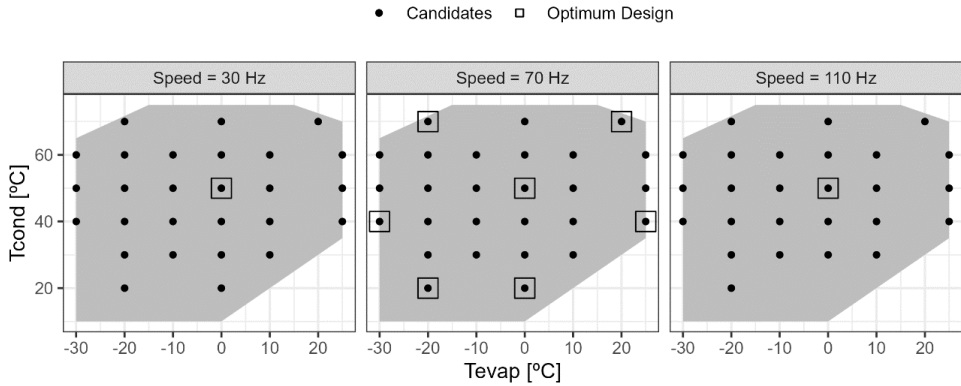 Candidates Optimum Design
Speed = 30 Hz Speed = 70 Hz Speed = 110 Hz
Tcond [ºC]
60
40
20
-30 -20 -10 0 10 20 -30 -20 -10 0 10 20 -30 -20 -10 0 10 20
Tevap [ºC]